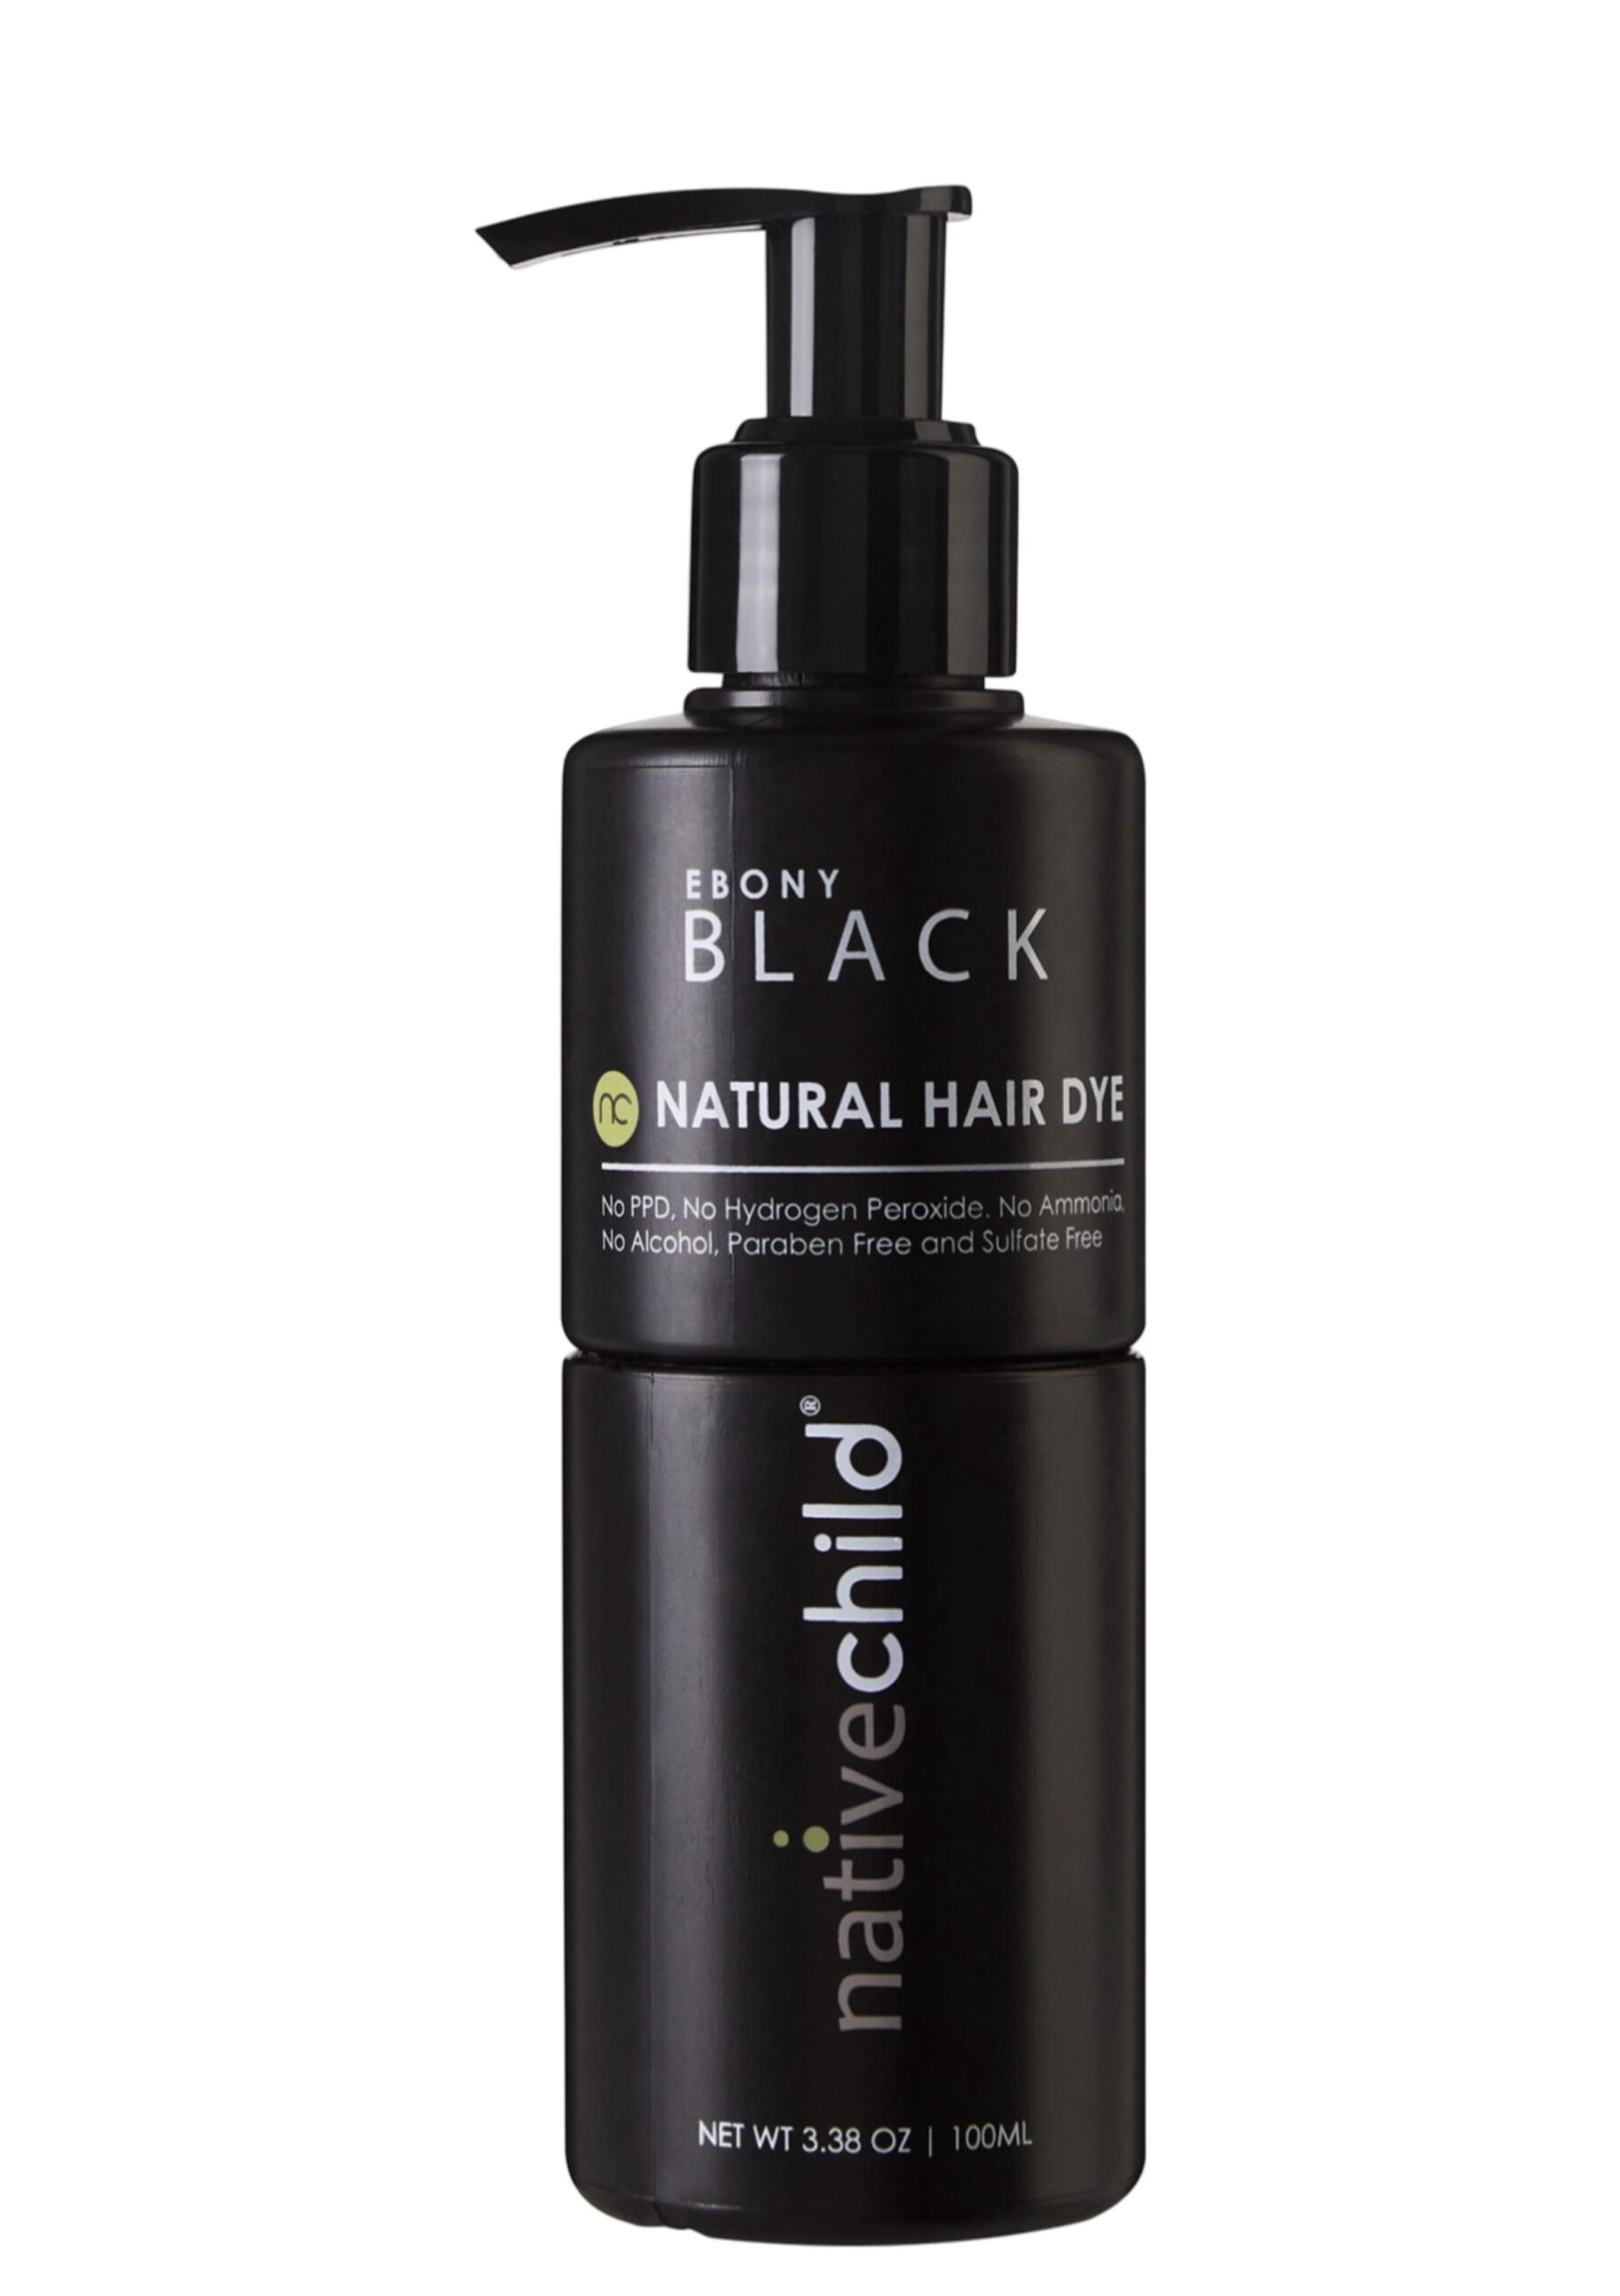 EBONY
BLACK
nc NATURAL HAIR DYE
No PPD, No Hydrogen Peroxide. No Ammonia,
No Alcohol, Paraben Free and Sulfate Free
nativechild®
NET WT 3.38 OZ | 100ML